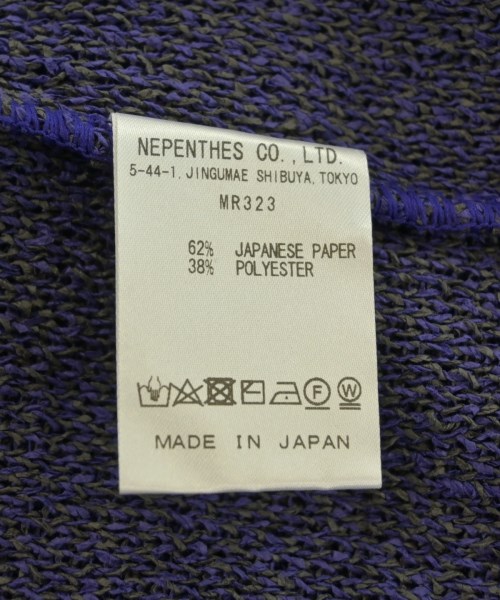 NEPENTHES CO.,LTD.
5-44-1, JINGUMAE SHIBUYA, TOKYO
MR323
62% JAPANESE PAPER
38% POLYESTER
F W
MADE IN JAPAN